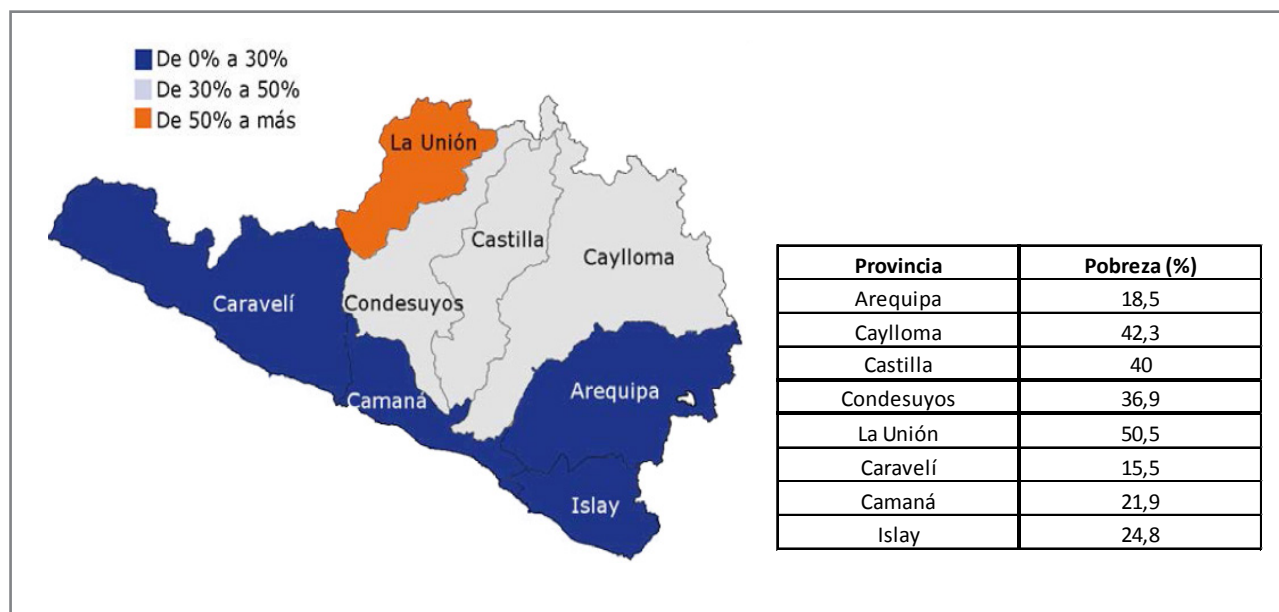 De 0% a 30%
De 30% a 50%
De 50% a más
La Unión
Castilla
Caylloma
Caravelí
Condesuyos
Camaná
Arequipa
Islay
Provincia Pobreza (%)
Arequipa 18,5
Caylloma 42,3
Castilla 40
Condesuyos 36,9
La Unión 50,5
Caravelí 15,5
Camaná 21,9
Islay 24,8